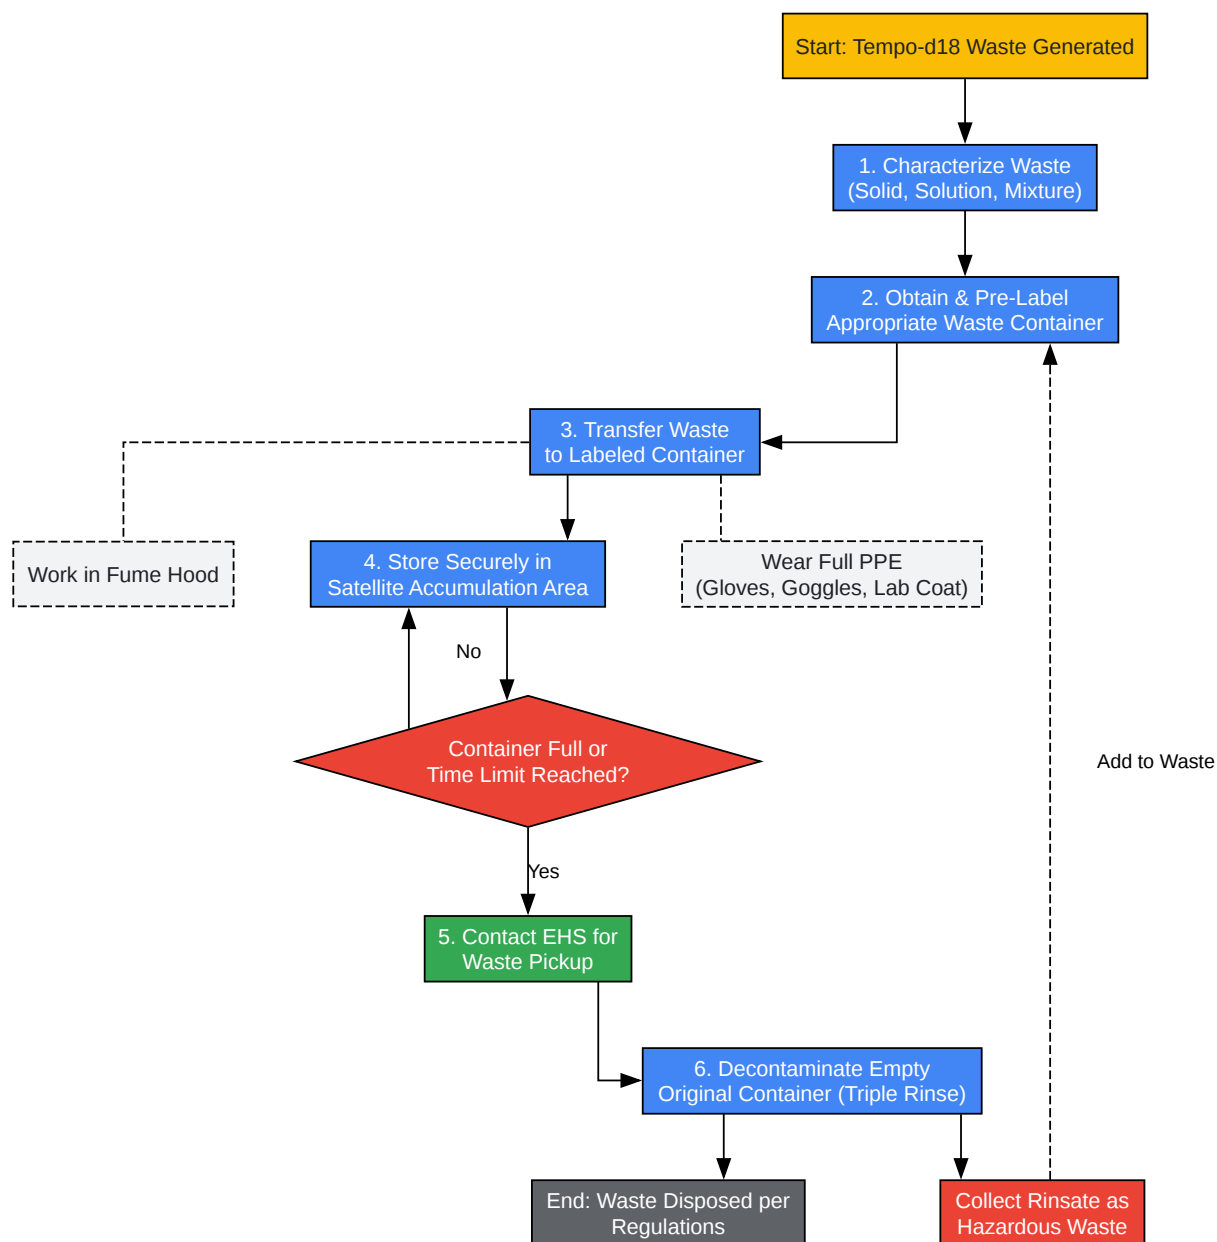 Start: Tempo-d18 Waste Generated
1. Characterize Waste
(Solid, Solution, Mixture)
2. Obtain & Pre-Label
Appropriate Waste Container
3. Transfer Waste
to Labeled Container
Work in Fume Hood
4. Store Securely in
Satellite Accumulation Area
Wear Full PPE
(Gloves, Goggles, Lab Coat)
No
Container Full or
Time Limit Reached?
Add to Waste
Yes
5. Contact EHS for
Waste Pickup
6. Decontaminate Empty
Original Container (Triple Rinse)
End: Waste Disposed per
Regulations
Collect Rinsate as
Hazardous Waste